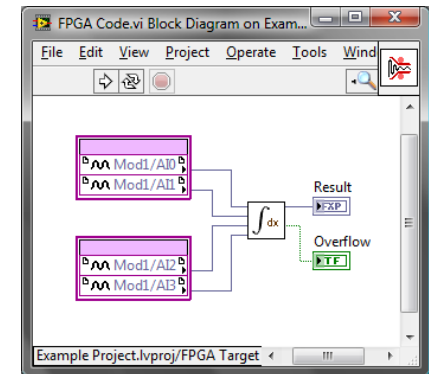 FPGA Code.vi Block Diagram on Exam...
File Edit View Project Operate Tools Wind
Mod1/AI0
Mod1/AI1
∫dx
Result
FXP
Overflow
TF
Mod1/AI2
Mod1/AI3
Example Project.lvproj/FPGA Target